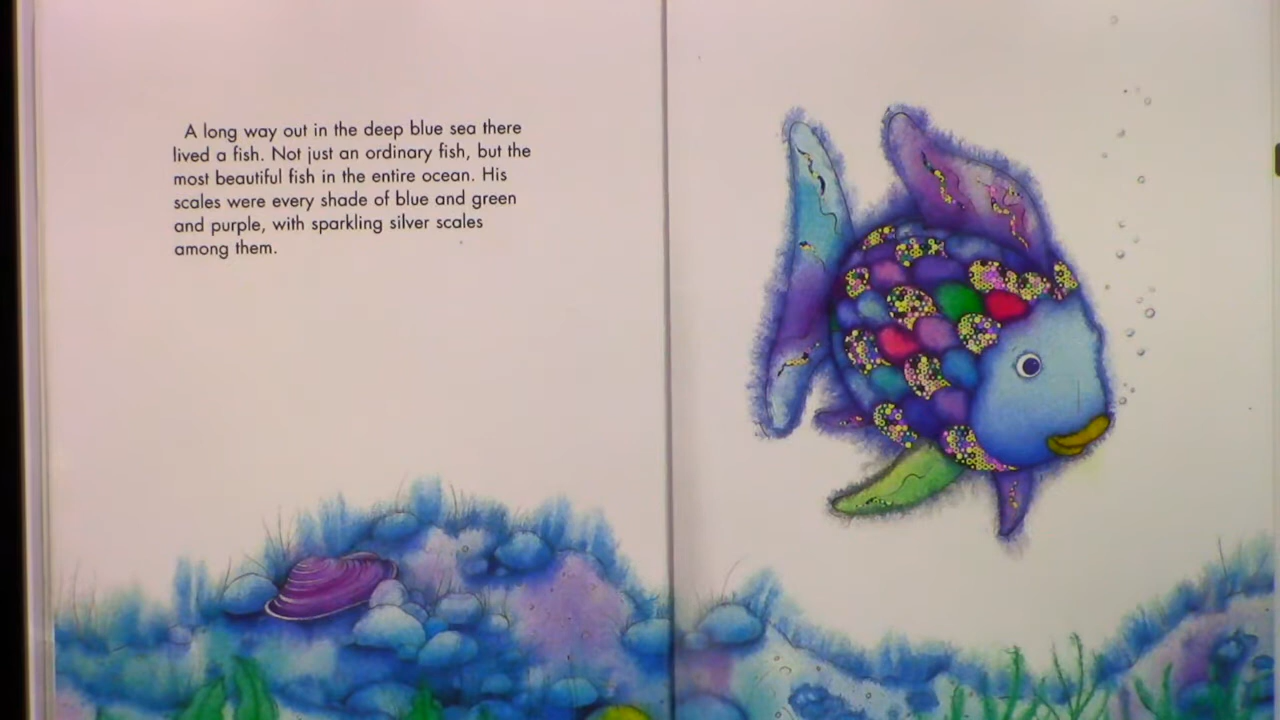 A long way out in the deep blue sea there
lived a fish. Not just an ordinary fish, but the
most beautiful fish in the entire ocean. His
scales were every shade of blue and green
and purple, with sparkling silver scales
among them.